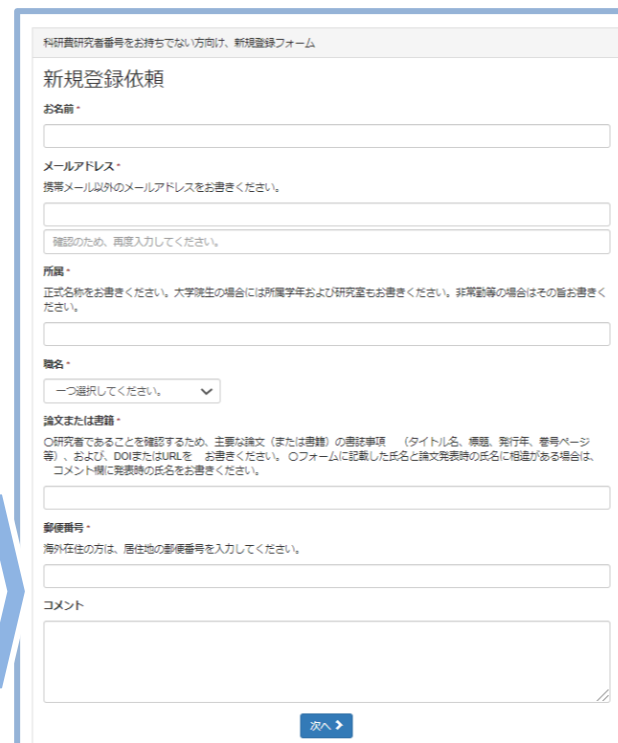 科研費研究者番号をお持ちでない方向け、新規登録フォーム
新規登録依頼
お名前*
メールアドレス*
携帯メール以外のメールアドレスをお書きください。
確認のため、再度入力してください。
所属*
正式名称をお書きください。大学院生の場合には所属学年および研究室もお書きください。非常勤等の場合はその旨お書きく
ださい。
職名*
一つ選択してください。
論文または書籍*
○研究者であることを確認するため、主要な論文（または書籍）の書誌事項　（タイトル名、標題、発行年、巻号ページ
等）、および、DOIまたはURLを　お書きください。 ○フォームに記載した氏名と論文発表時の氏名に相違がある場合は、
コメント欄に発表時の氏名をお書きください。
郵便番号*
海外在住の方は、居住地の郵便番号を入力してください。
コメント
次へ